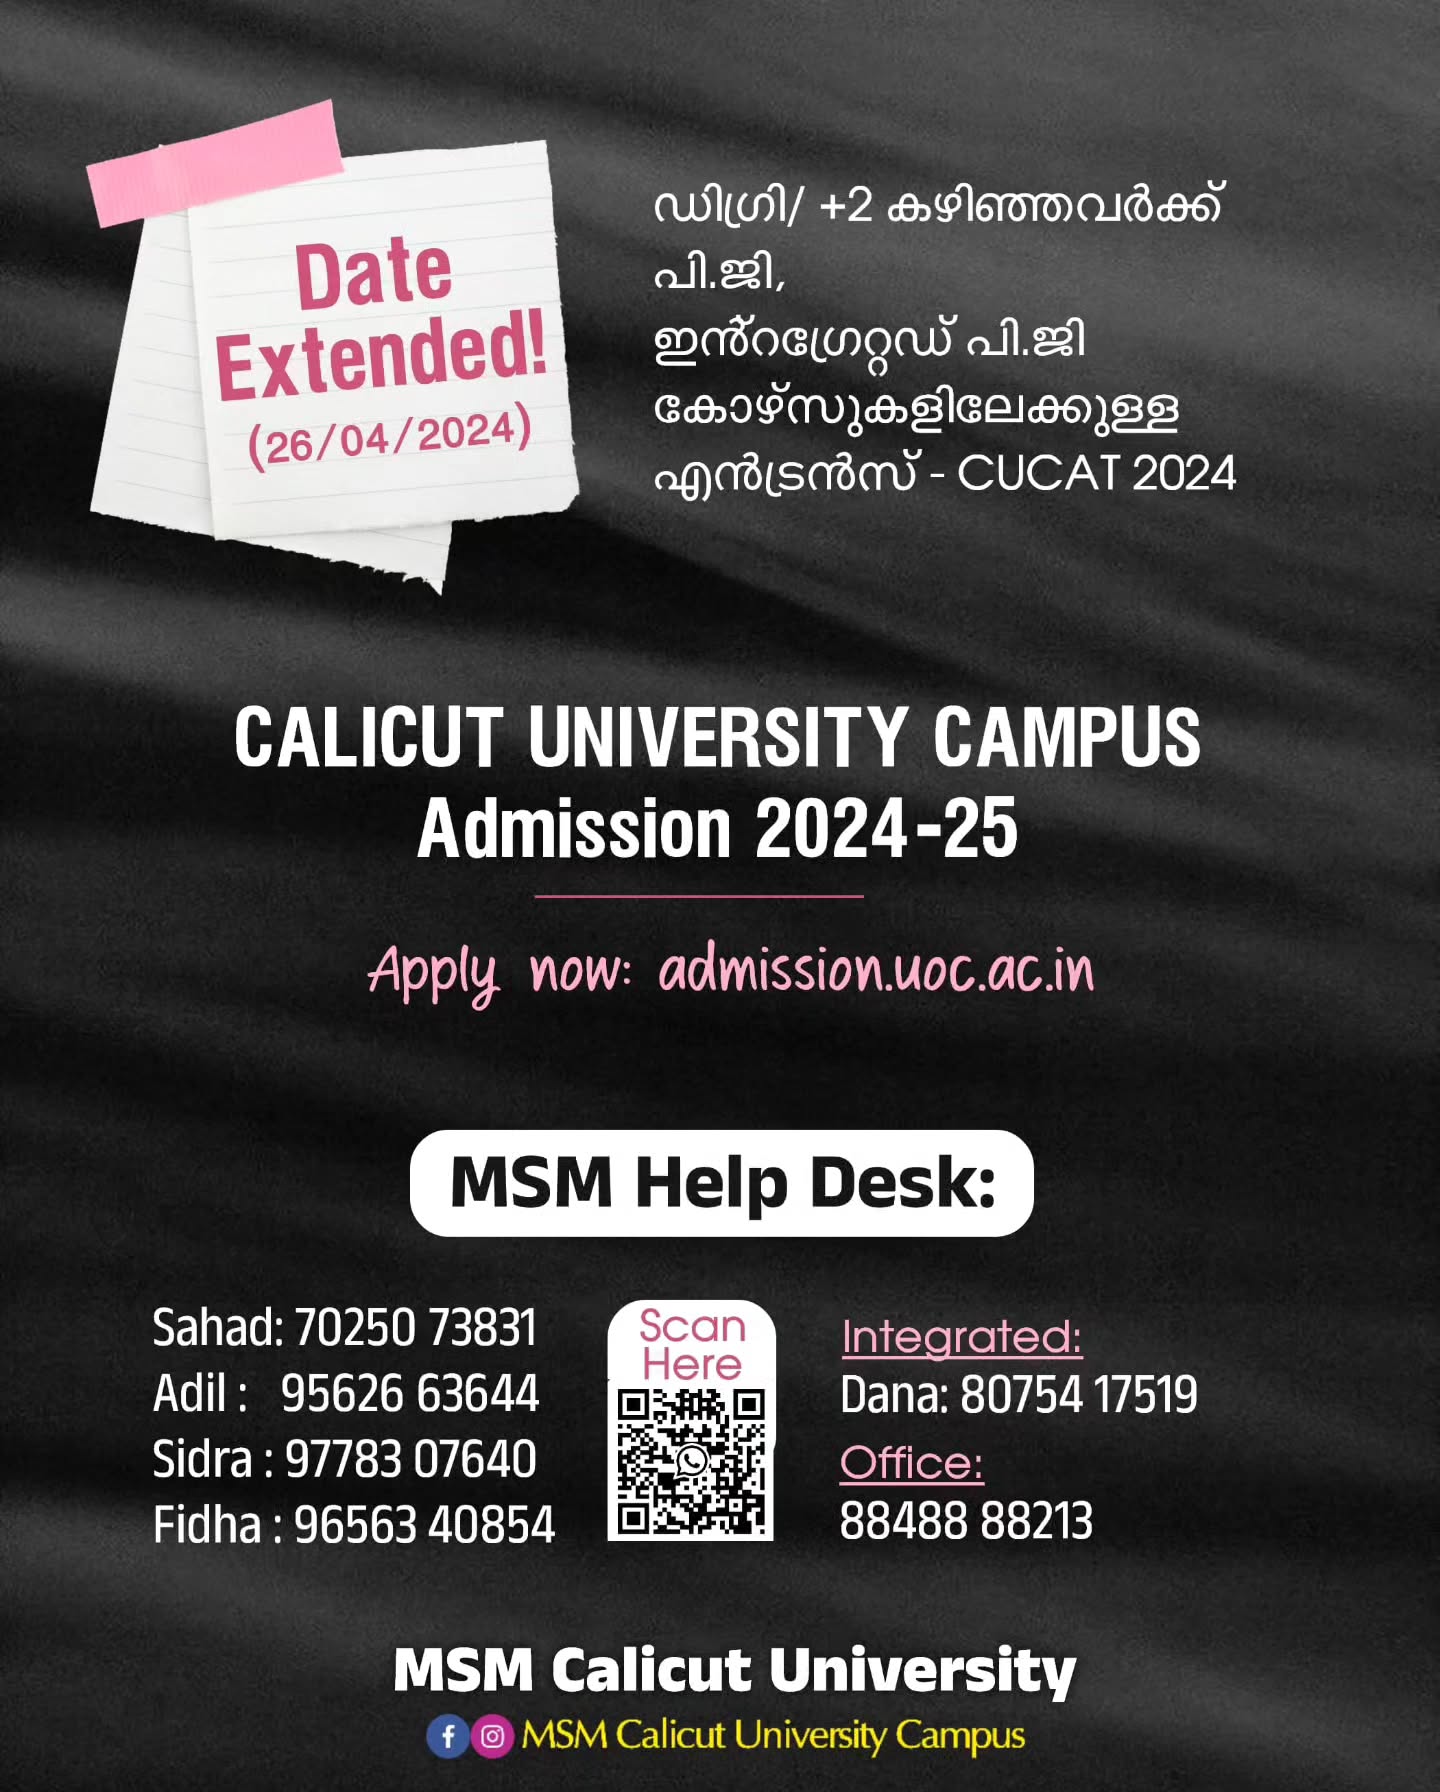 Date
Extended!
(26/04/2024)
ഡിഗ്രി/ +2 കഴിഞ്ഞവർക്ക്
പി.ജി,
ഇൻ്റഗ്രേറ്റഡ് പി.ജി
കോഴ്സുകളിലേക്കുള്ള
എൻട്രൻസ് - CUCAT 2024
CALICUT UNIVERSITY CAMPUS
Admission 2024-25
Apply now: admission.uoc.ac.in
MSM Help Desk:
Sahad: 70250 73831
Adil : 95626 63644
Sidra : 97783 07640
Fidha : 96563 40854
Scan
Here
Integrated:
Dana: 80754 17519
Office:
88488 88213
MSM Calicut University
MSM Calicut University Campus